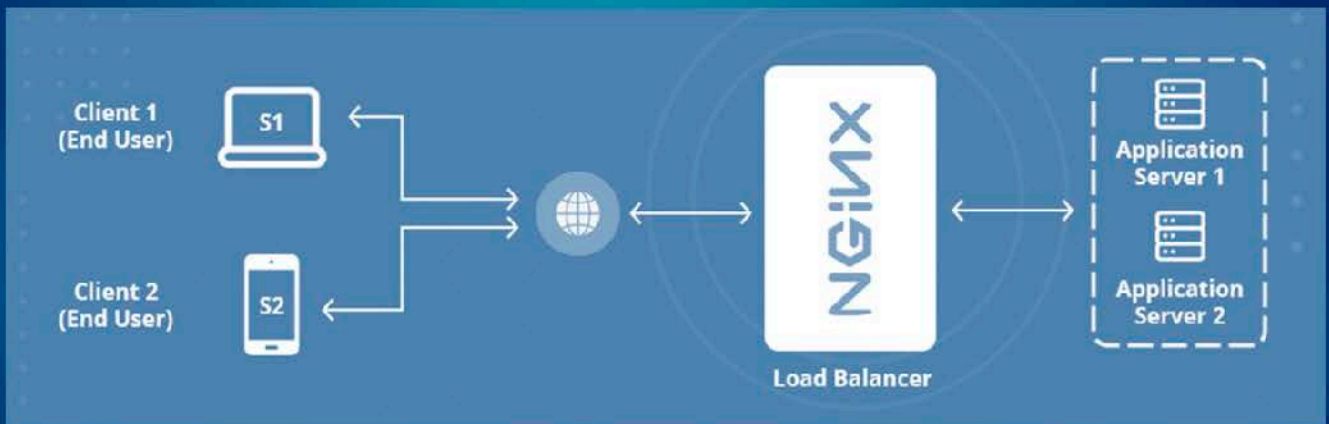 Client 1
(End User)
S1
Client 2
(End User)
S2
NGINX
Load Balancer
Application
Server 1
Application
Server 2